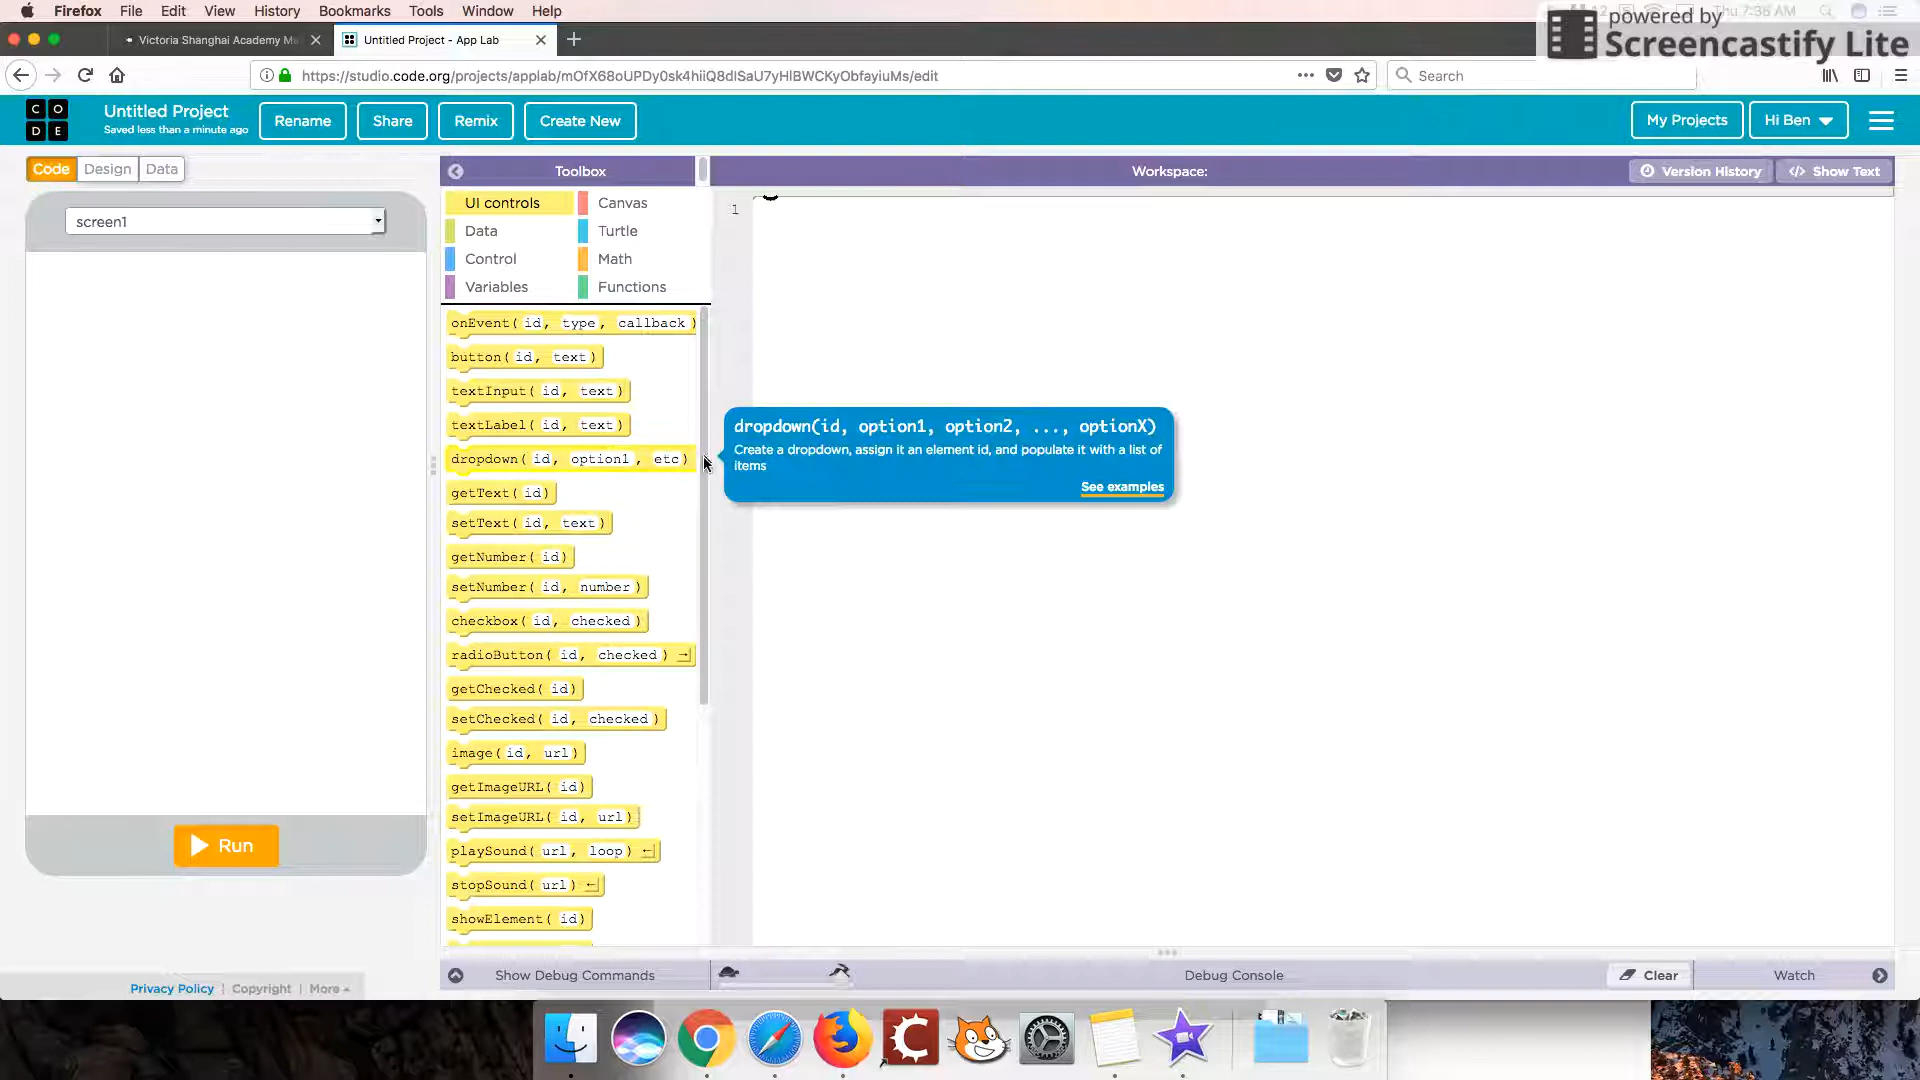 Firefox File Edit View History Bookmarks Tools Window Help
Thu 7:38 AM
powered by
Screencastify Lite
Victoria Shanghai Academy Ma
Untitled Project - App Lab
https://studio.code.org/projects/applab/mOfX68oUPDy0sk4hiiQ8dlSaU7yHlBWCKyObfayiuMs/edit
Search
C O
D E
Untitled Project
Saved less than a minute ago
Rename
Share
Remix
Create New
My Projects
Hi Ben
Code
Design
Data
Toolbox
Workspace:
Version History
Show Text
screen1
UI controls
Canvas
Data
Turtle
Control
Math
Variables
Functions
1
onEvent( id, type, callback )
button( id, text )
textInput( id, text )
textLabel( id, text )
dropdown( id, option1, etc )
getText( id )
setText( id, text )
getNumber( id )
setNumber( id, number )
checkbox( id, checked )
radioButton( id, checked )
getChecked( id )
setChecked( id, checked )
image( id, url )
getImageURL( id )
setImageURL( id, url )
playSound( url, loop )
stopSound( url )
showElement( id )
dropdown(id, option1, option2, ..., optionX)
Create a dropdown, assign it an element id, and populate it with a list of
items
See examples
Run
Show Debug Commands
Debug Console
Clear
Watch
Privacy Policy | Copyright | More